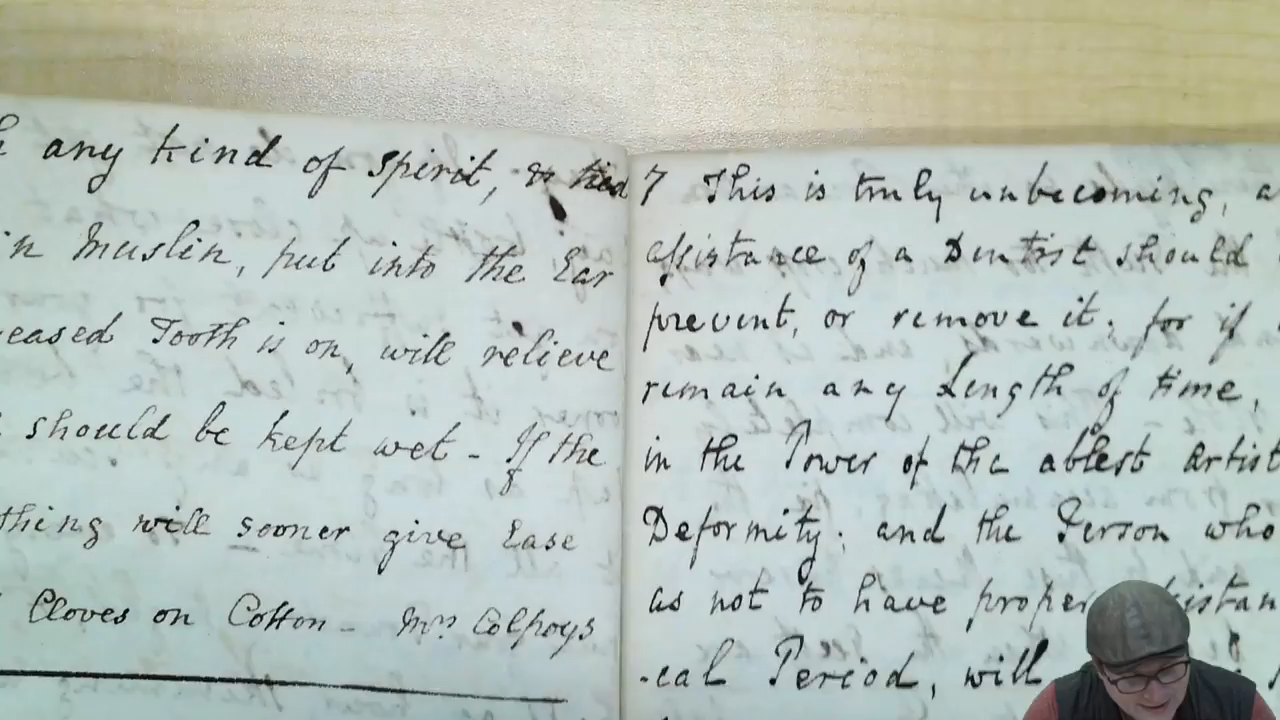 any kind of spirit, & tied
in Muslin, put into the Ear
eased Tooth is on, will relieve
should be kept wet - If the
thing will sooner give Ease
Cloves on Cotton - Mrs Colpoys
7 This is truly unbecoming, a
assistance of a Dentist should
prevent, or remove it. for if
remain any Length of time,
in the Power of the ablest Artist
Deformity; and the Person who
as not to have proper
-cal Period, will